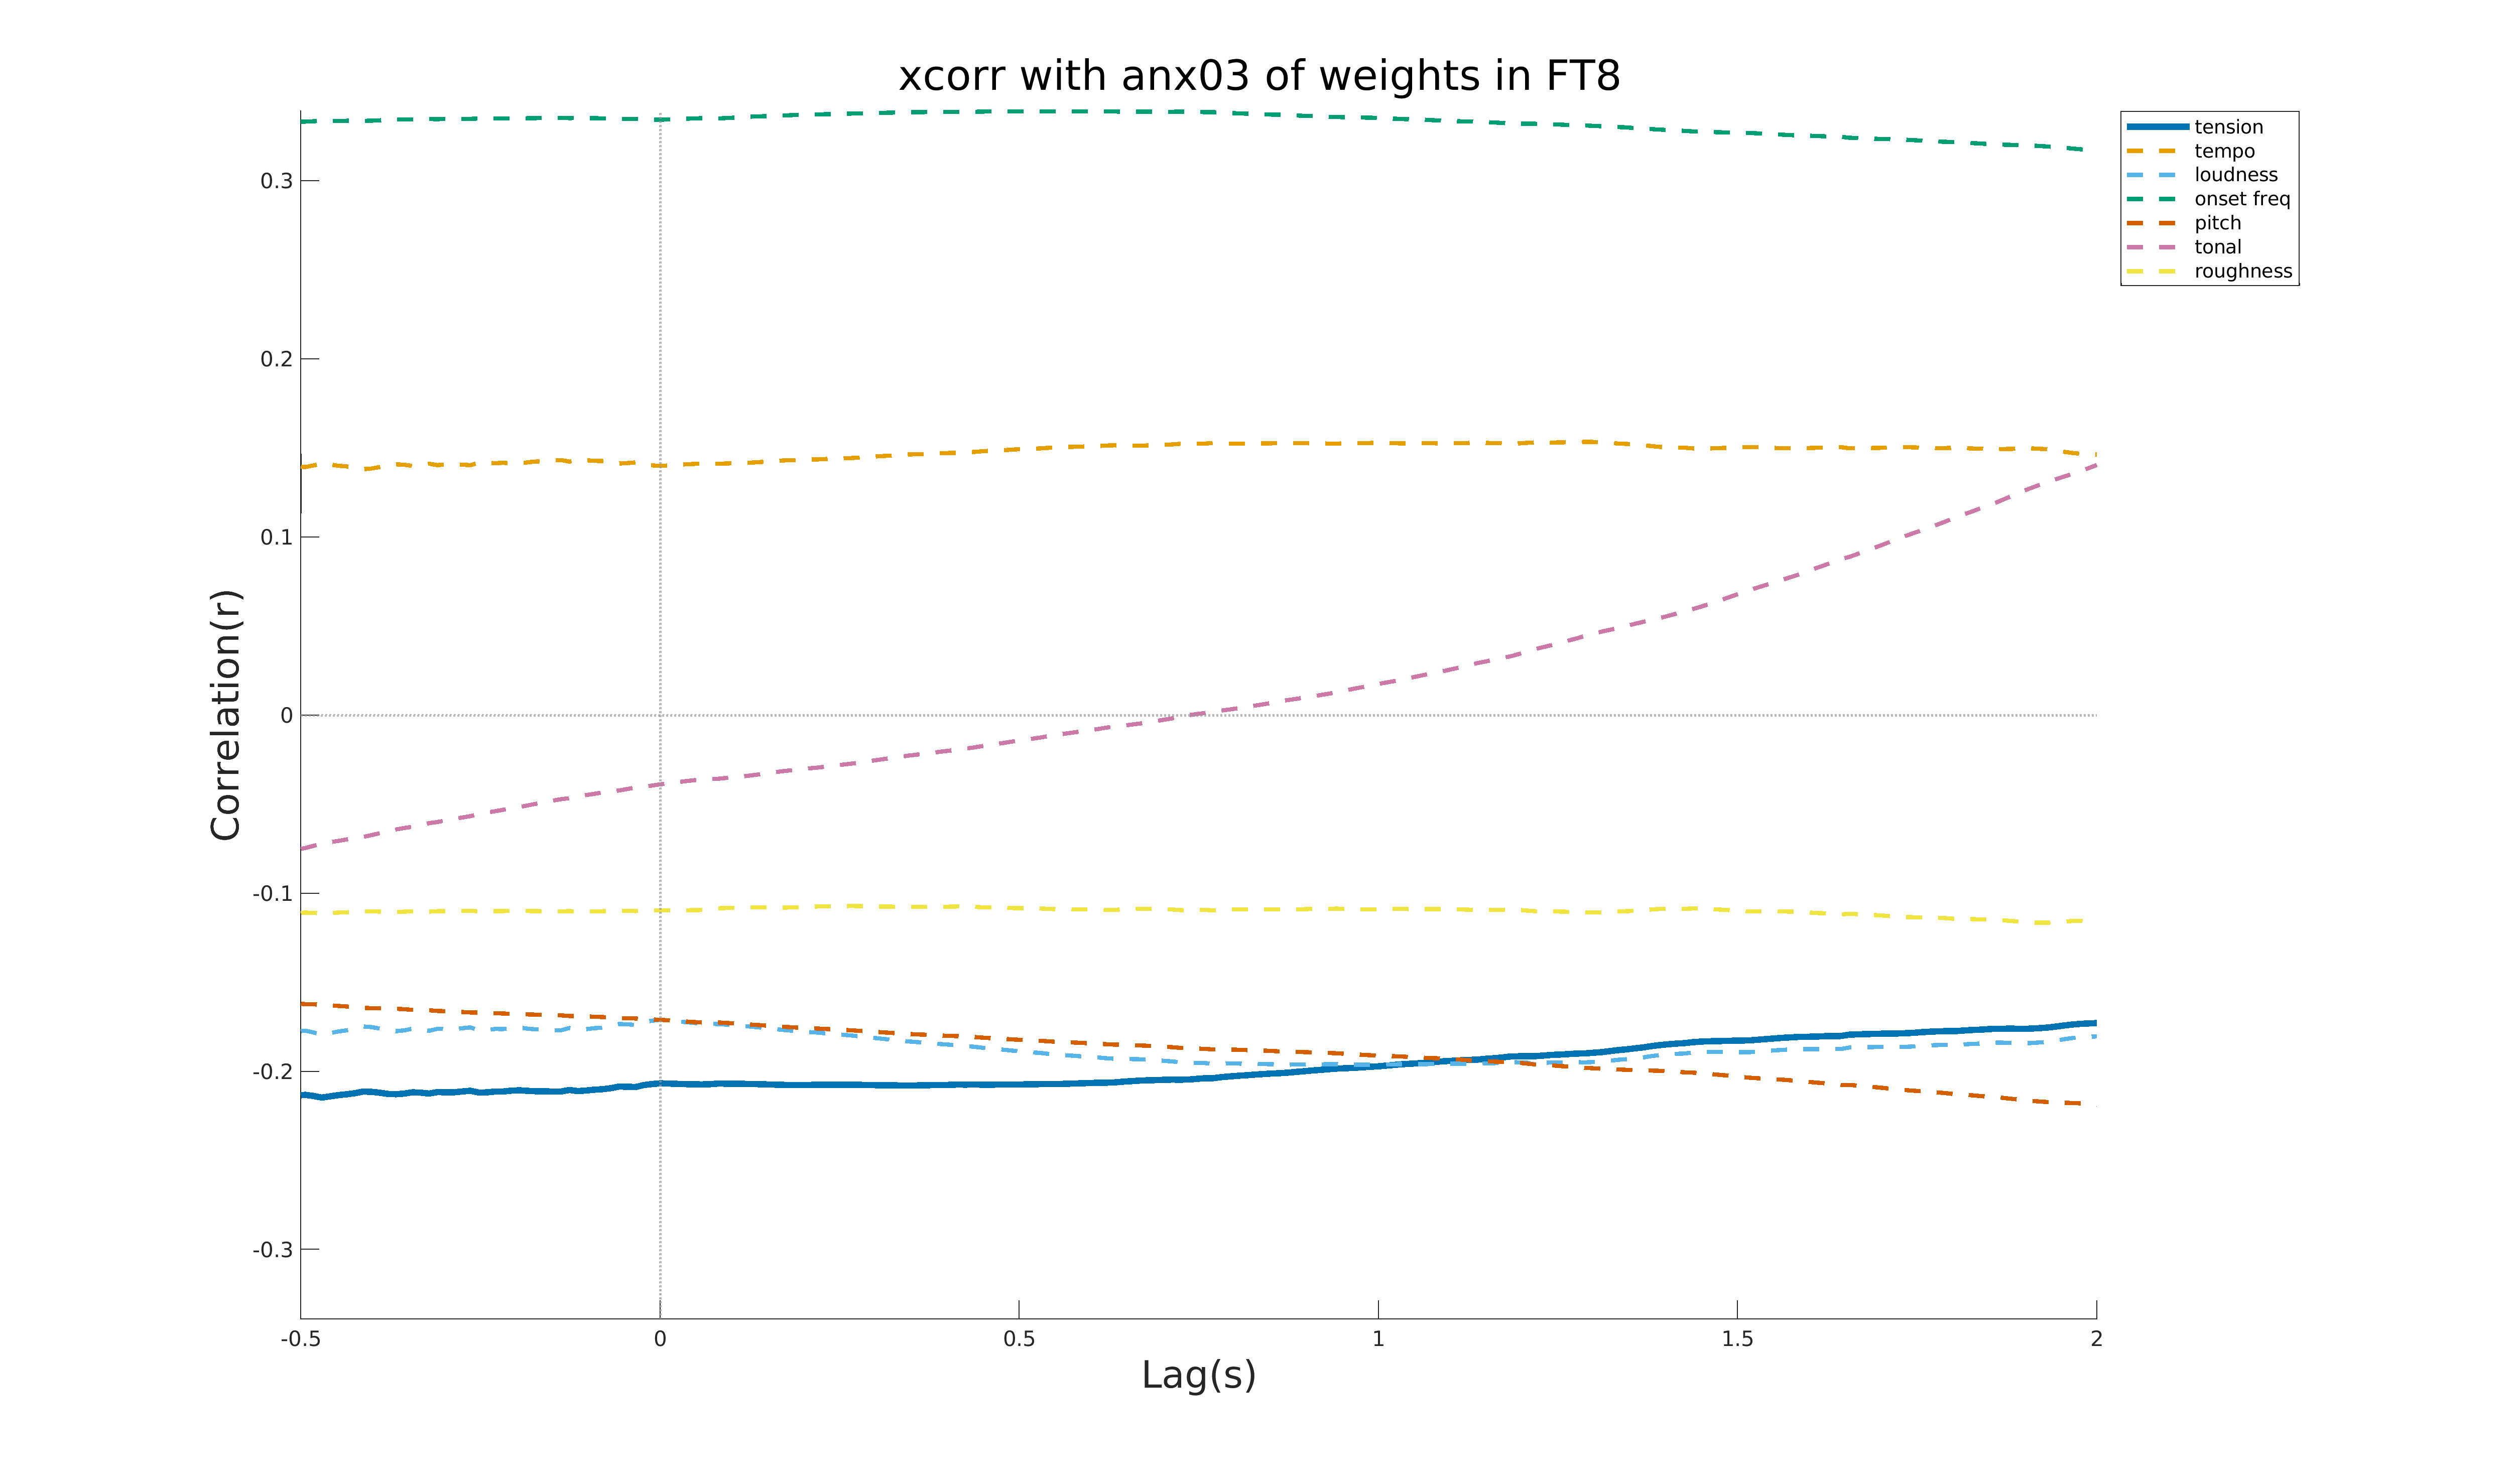 xcorr with anx03 of weights in FT8
tension
tempo
loudness
onset freq
pitch
tonal
roughness
0.3
0.2
0.1
0
-0.1
-0.2
-0.3
Correlation(r)
-0.5
0
0.5
1
1.5
2
Lag(s)